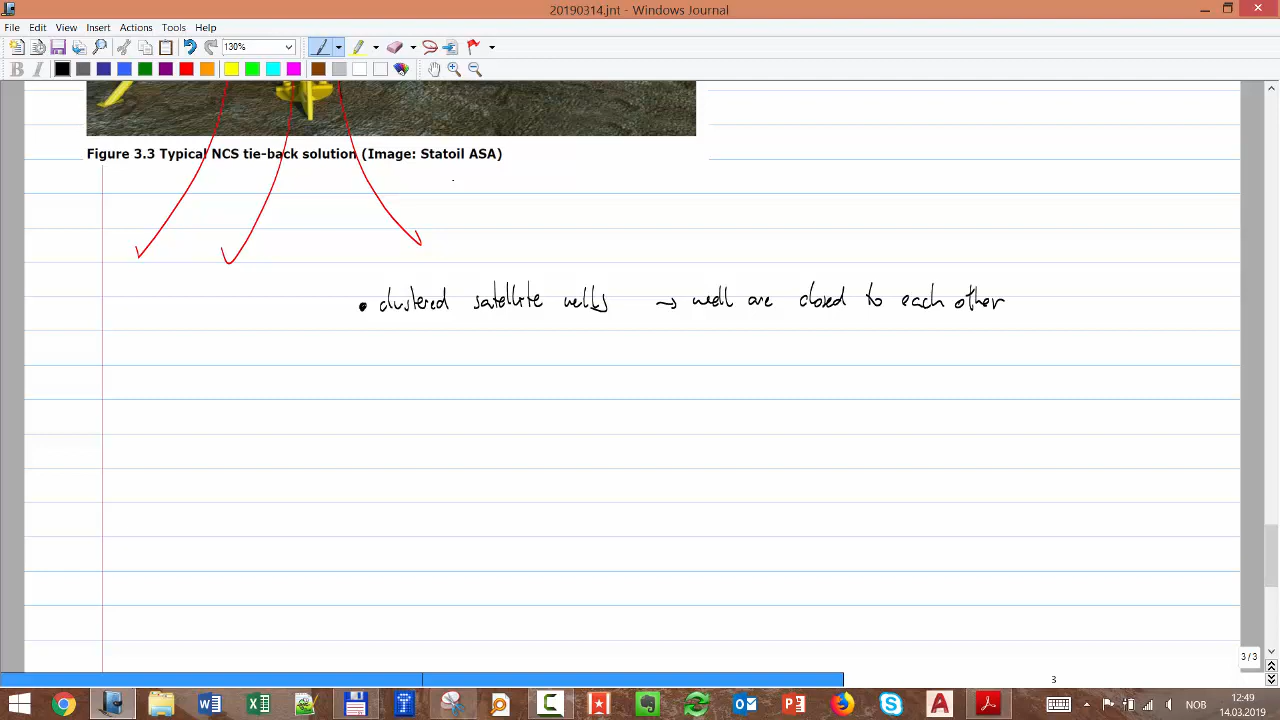 20190314.jnt - Windows Journal
File Edit View Insert Actions Tools Help
130%
B I
Figure 3.3 Typical NCS tie-back solution (Image: Statoil ASA)
• clustered satellite wells → well are closed to each other
3 / 3
3
12:49
NOB
14.03.2019